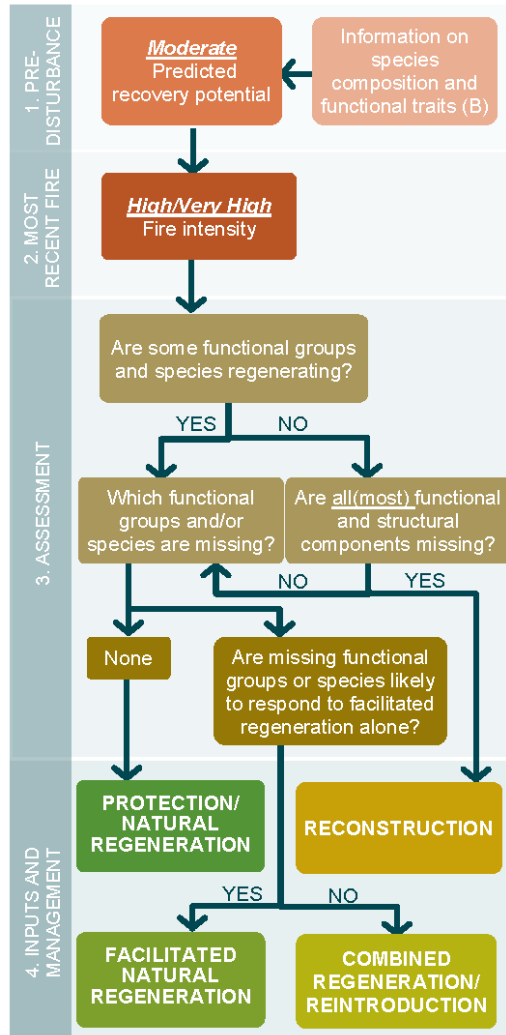 1. PRE-
DISTURBANCE
Moderate
Predicted
recovery potential
Information on
species
composition and
functional traits (B)
2. MOST
RECENT FIRE
High/Very High
Fire intensity
3. ASSESSMENT
Are some functional groups
and species regenerating?
YES
NO
Which functional
groups and/or
species are missing?
Are all(most) functional
and structural
components missing?
NO
YES
None
Are missing functional
groups or species likely
to respond to facilitated
regeneration alone?
4. INPUTS AND
MANAGEMENT
PROTECTION/
NATURAL
REGENERATION
RECONSTRUCTION
YES
NO
FACILITATED
NATURAL
REGENERATION
COMBINED
REGENERATION/
REINTRODUCTION